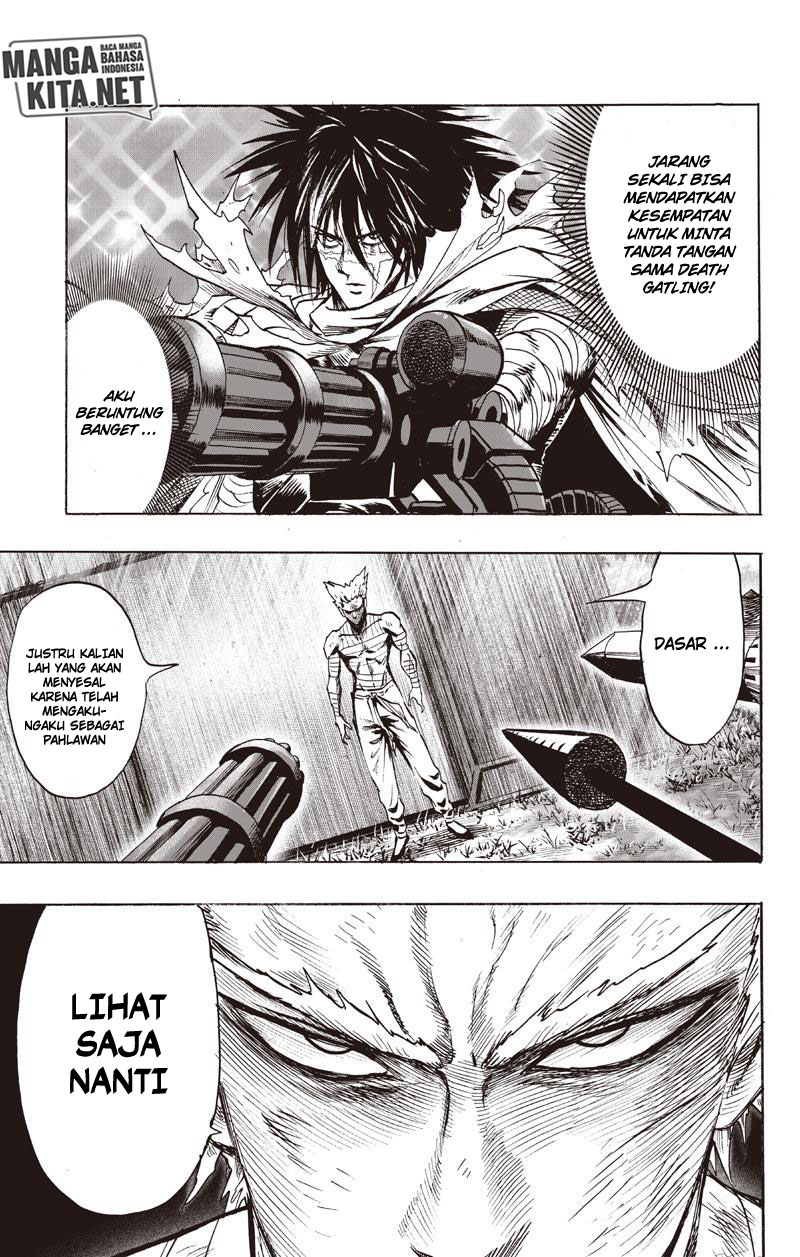 MANGA
KITA.NET
BACA MANGA
BAHASA
INDONESIA
JARANG
SEKALI BISA
MENDAPATKAN
KESEMPATAN
UNTUK MINTA
TANDA TANGAN
SAMA DEATH
GATLING!
AKU
BERUNTUNG
BANGET ...
DASAR ...
JUSTRU KALIAN
LAH YANG AKAN
MENYESAL
KARENA TELAH
MENGAKU-
NGAKU SEBAGAI
PAHLAWAN
LIHAT
SAJA
NANTI